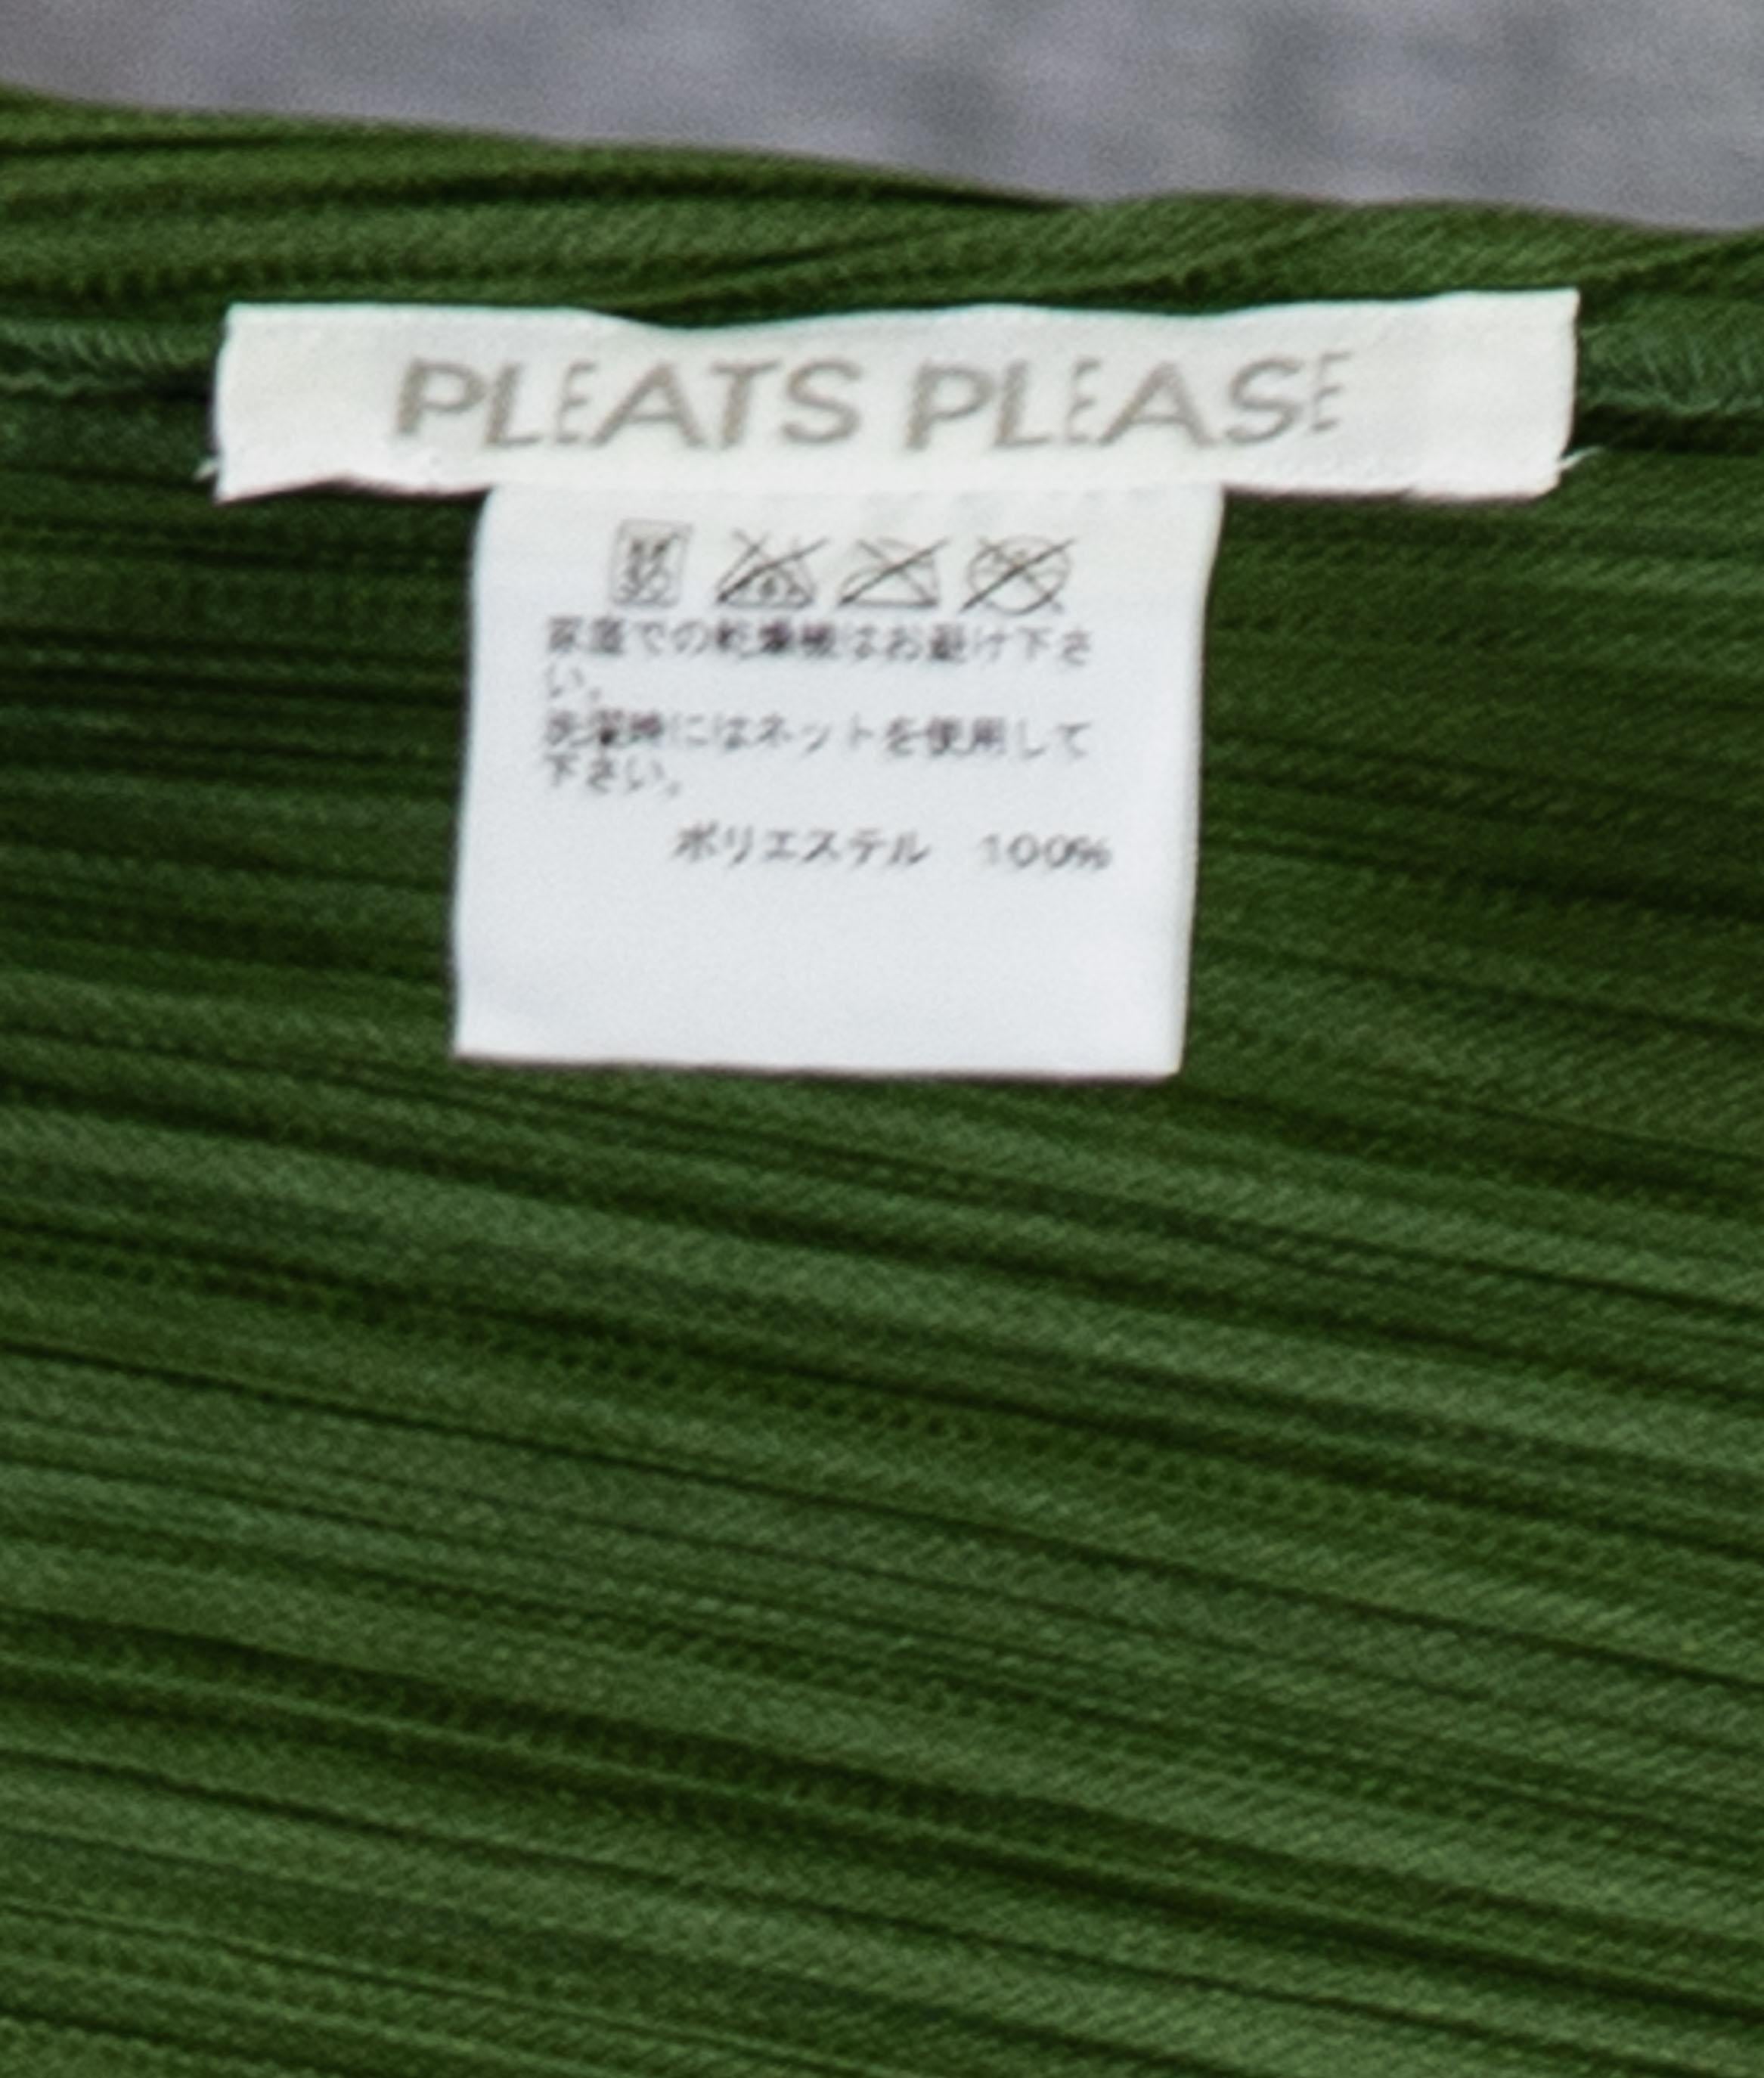 PLEATS PLEASE
家庭での乾燥機はお避け下さ
い。
洗濯時にはネットを使用して
下さい。
ポリエステル 100%